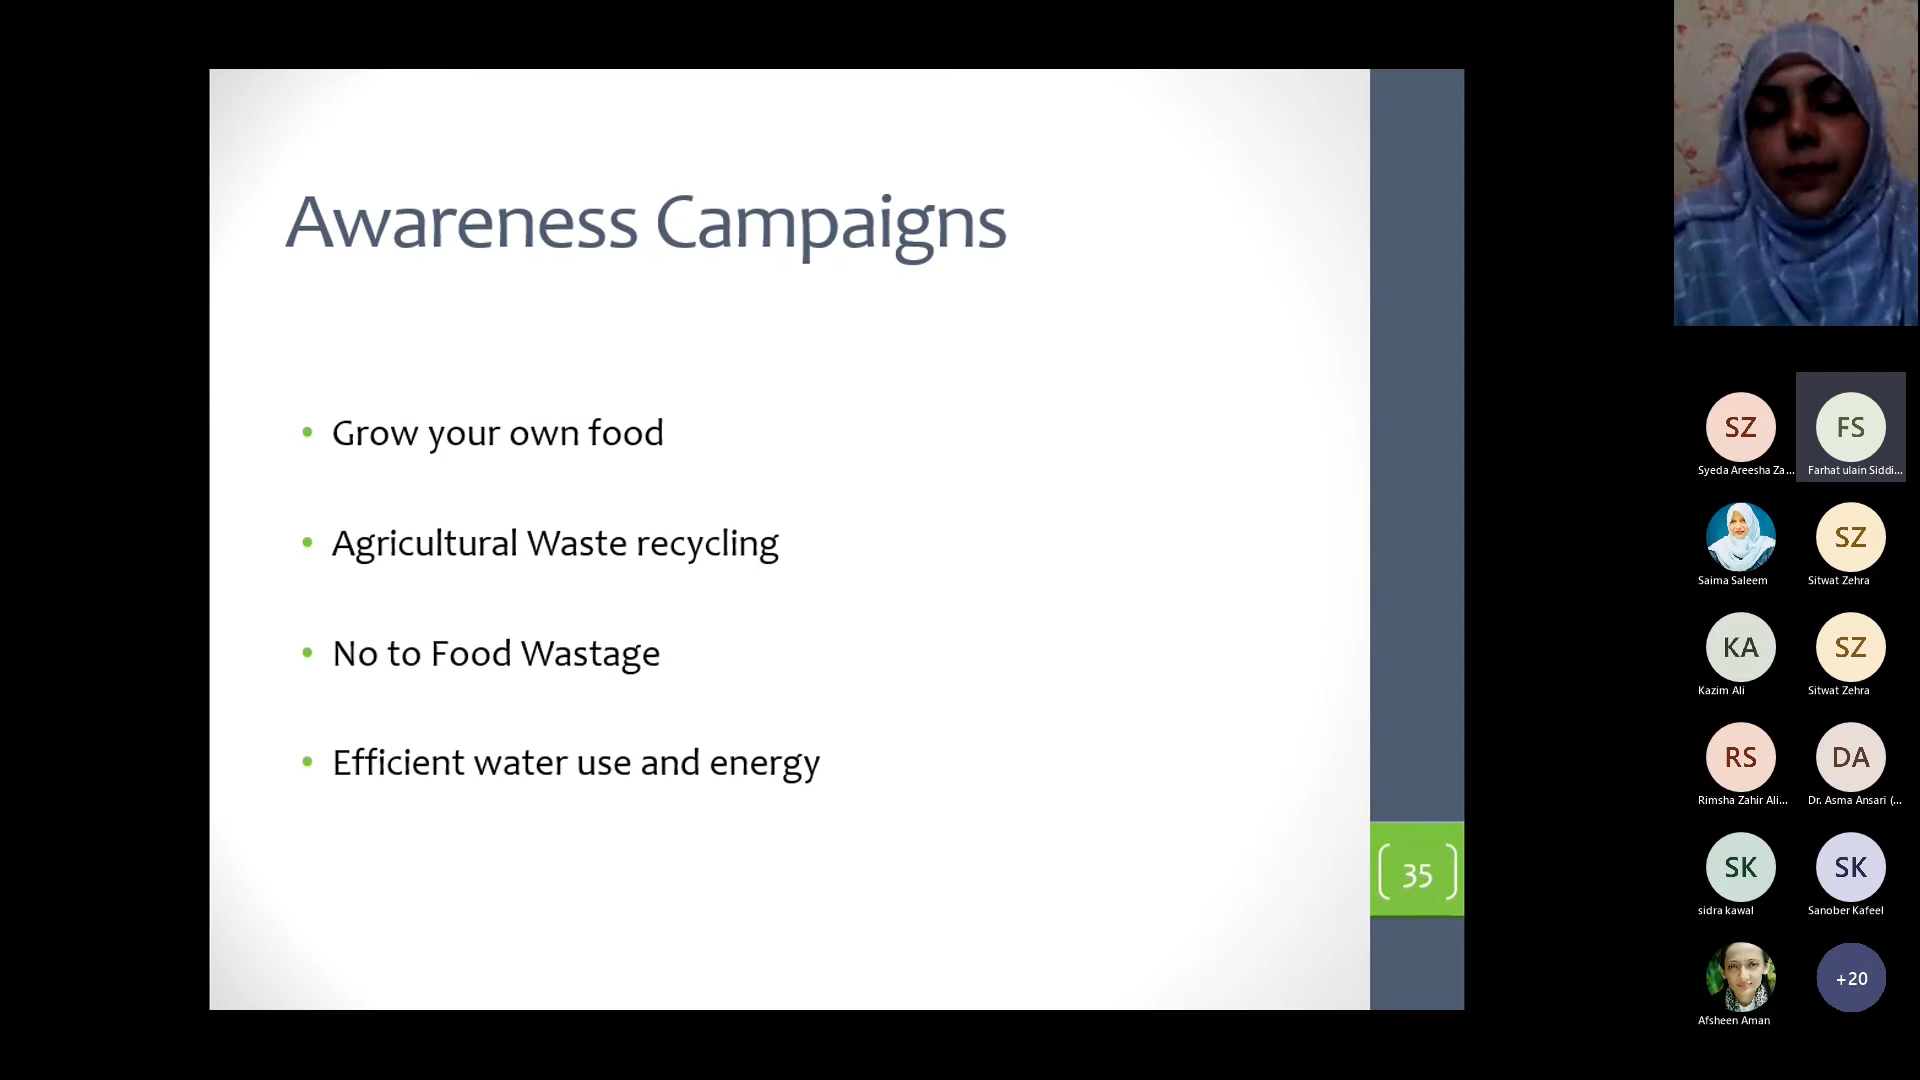 Awareness Campaigns
• Grow your own food
• Agricultural Waste recycling
• No to Food Wastage
• Efficient water use and energy
35
SZ
Syeda Areesha Za...
FS
Farhat ulain Siddi...
Saima Saleem
SZ
Sitwat Zehra
KA
Kazim Ali
SZ
Sitwat Zehra
RS
Rimsha Zahir Ali...
DA
Dr. Asma Ansari (...
SK
sidra kawal
SK
Sanober Kafeel
Afsheen Aman
+20